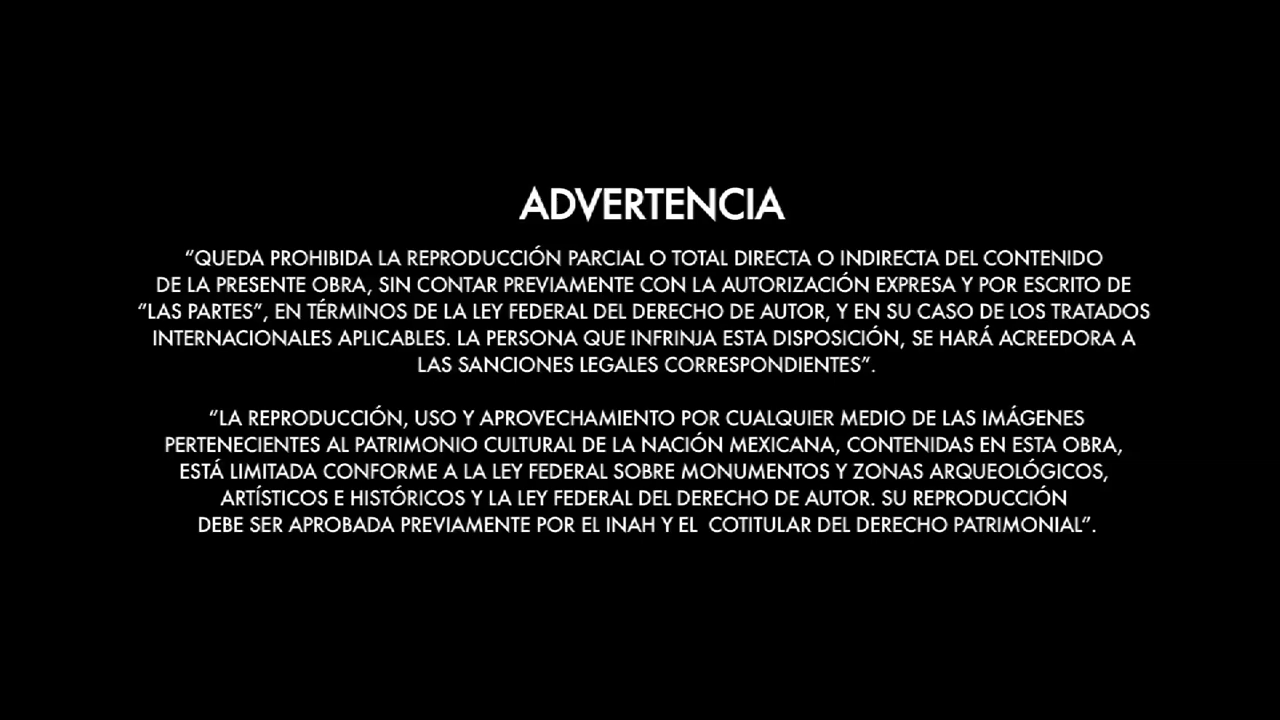 ADVERTENCIA
“QUEDA PROHIBIDA LA REPRODUCCIÓN PARCIAL O TOTAL DIRECTA O INDIRECTA DEL CONTENIDO
DE LA PRESENTE OBRA, SIN CONTAR PREVIAMENTE CON LA AUTORIZACIÓN EXPRESA Y POR ESCRITO DE
“LAS PARTES”, EN TÉRMINOS DE LA LEY FEDERAL DEL DERECHO DE AUTOR, Y EN SU CASO DE LOS TRATADOS
INTERNACIONALES APLICABLES. LA PERSONA QUE INFRINJA ESTA DISPOSICIÓN, SE HARÁ ACREEDORA A
LAS SANCIONES LEGALES CORRESPONDIENTES”.
“LA REPRODUCCIÓN, USO Y APROVECHAMIENTO POR CUALQUIER MEDIO DE LAS IMÁGENES
PERTENECIENTES AL PATRIMONIO CULTURAL DE LA NACIÓN MEXICANA, CONTENIDAS EN ESTA OBRA,
ESTÁ LIMITADA CONFORME A LA LEY FEDERAL SOBRE MONUMENTOS Y ZONAS ARQUEOLÓGICOS,
ARTÍSTICOS E HISTÓRICOS Y LA LEY FEDERAL DEL DERECHO DE AUTOR. SU REPRODUCCIÓN
DEBE SER APROBADA PREVIAMENTE POR EL INAH Y EL  COTITULAR DEL DERECHO PATRIMONIAL”.